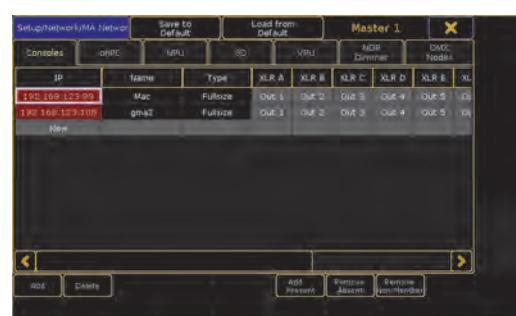 Setup/Network/MA Networ
Save to Default
Load from Default
Master 1
Consoles
onPC
NPU
3D
VPU
NDP Dimmer
DMX Nodes
IP Name Type XLR A XLR B XLR C XLR D XLR E XL
192.168.123.99 Mac Fullsize Out 1 Out 2 Out 3 Out 4 Out 5
192.168.123.100 gma2 Fullsize Out 1 Out 2 Out 3 Out 4 Out 5
New
Add
Delete
Add Present
Remove Absent
Remove NonMember